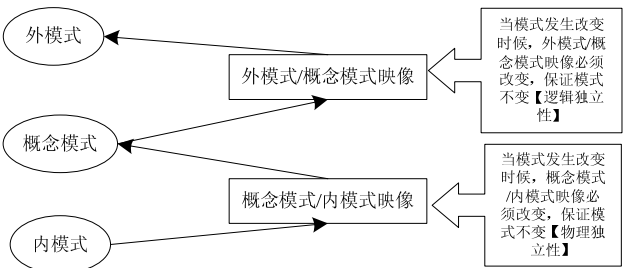 外模式
外模式/概念模式映像
当模式发生改变
时候，外模式/概
念模式映像必须
改变，保证模式
不变【逻辑独立
性】
概念模式
概念模式/内模式映像
当模式发生改变
时候，概念模式
/内模式映像必
须改变，保证模
式不变【物理独
立性】
内模式